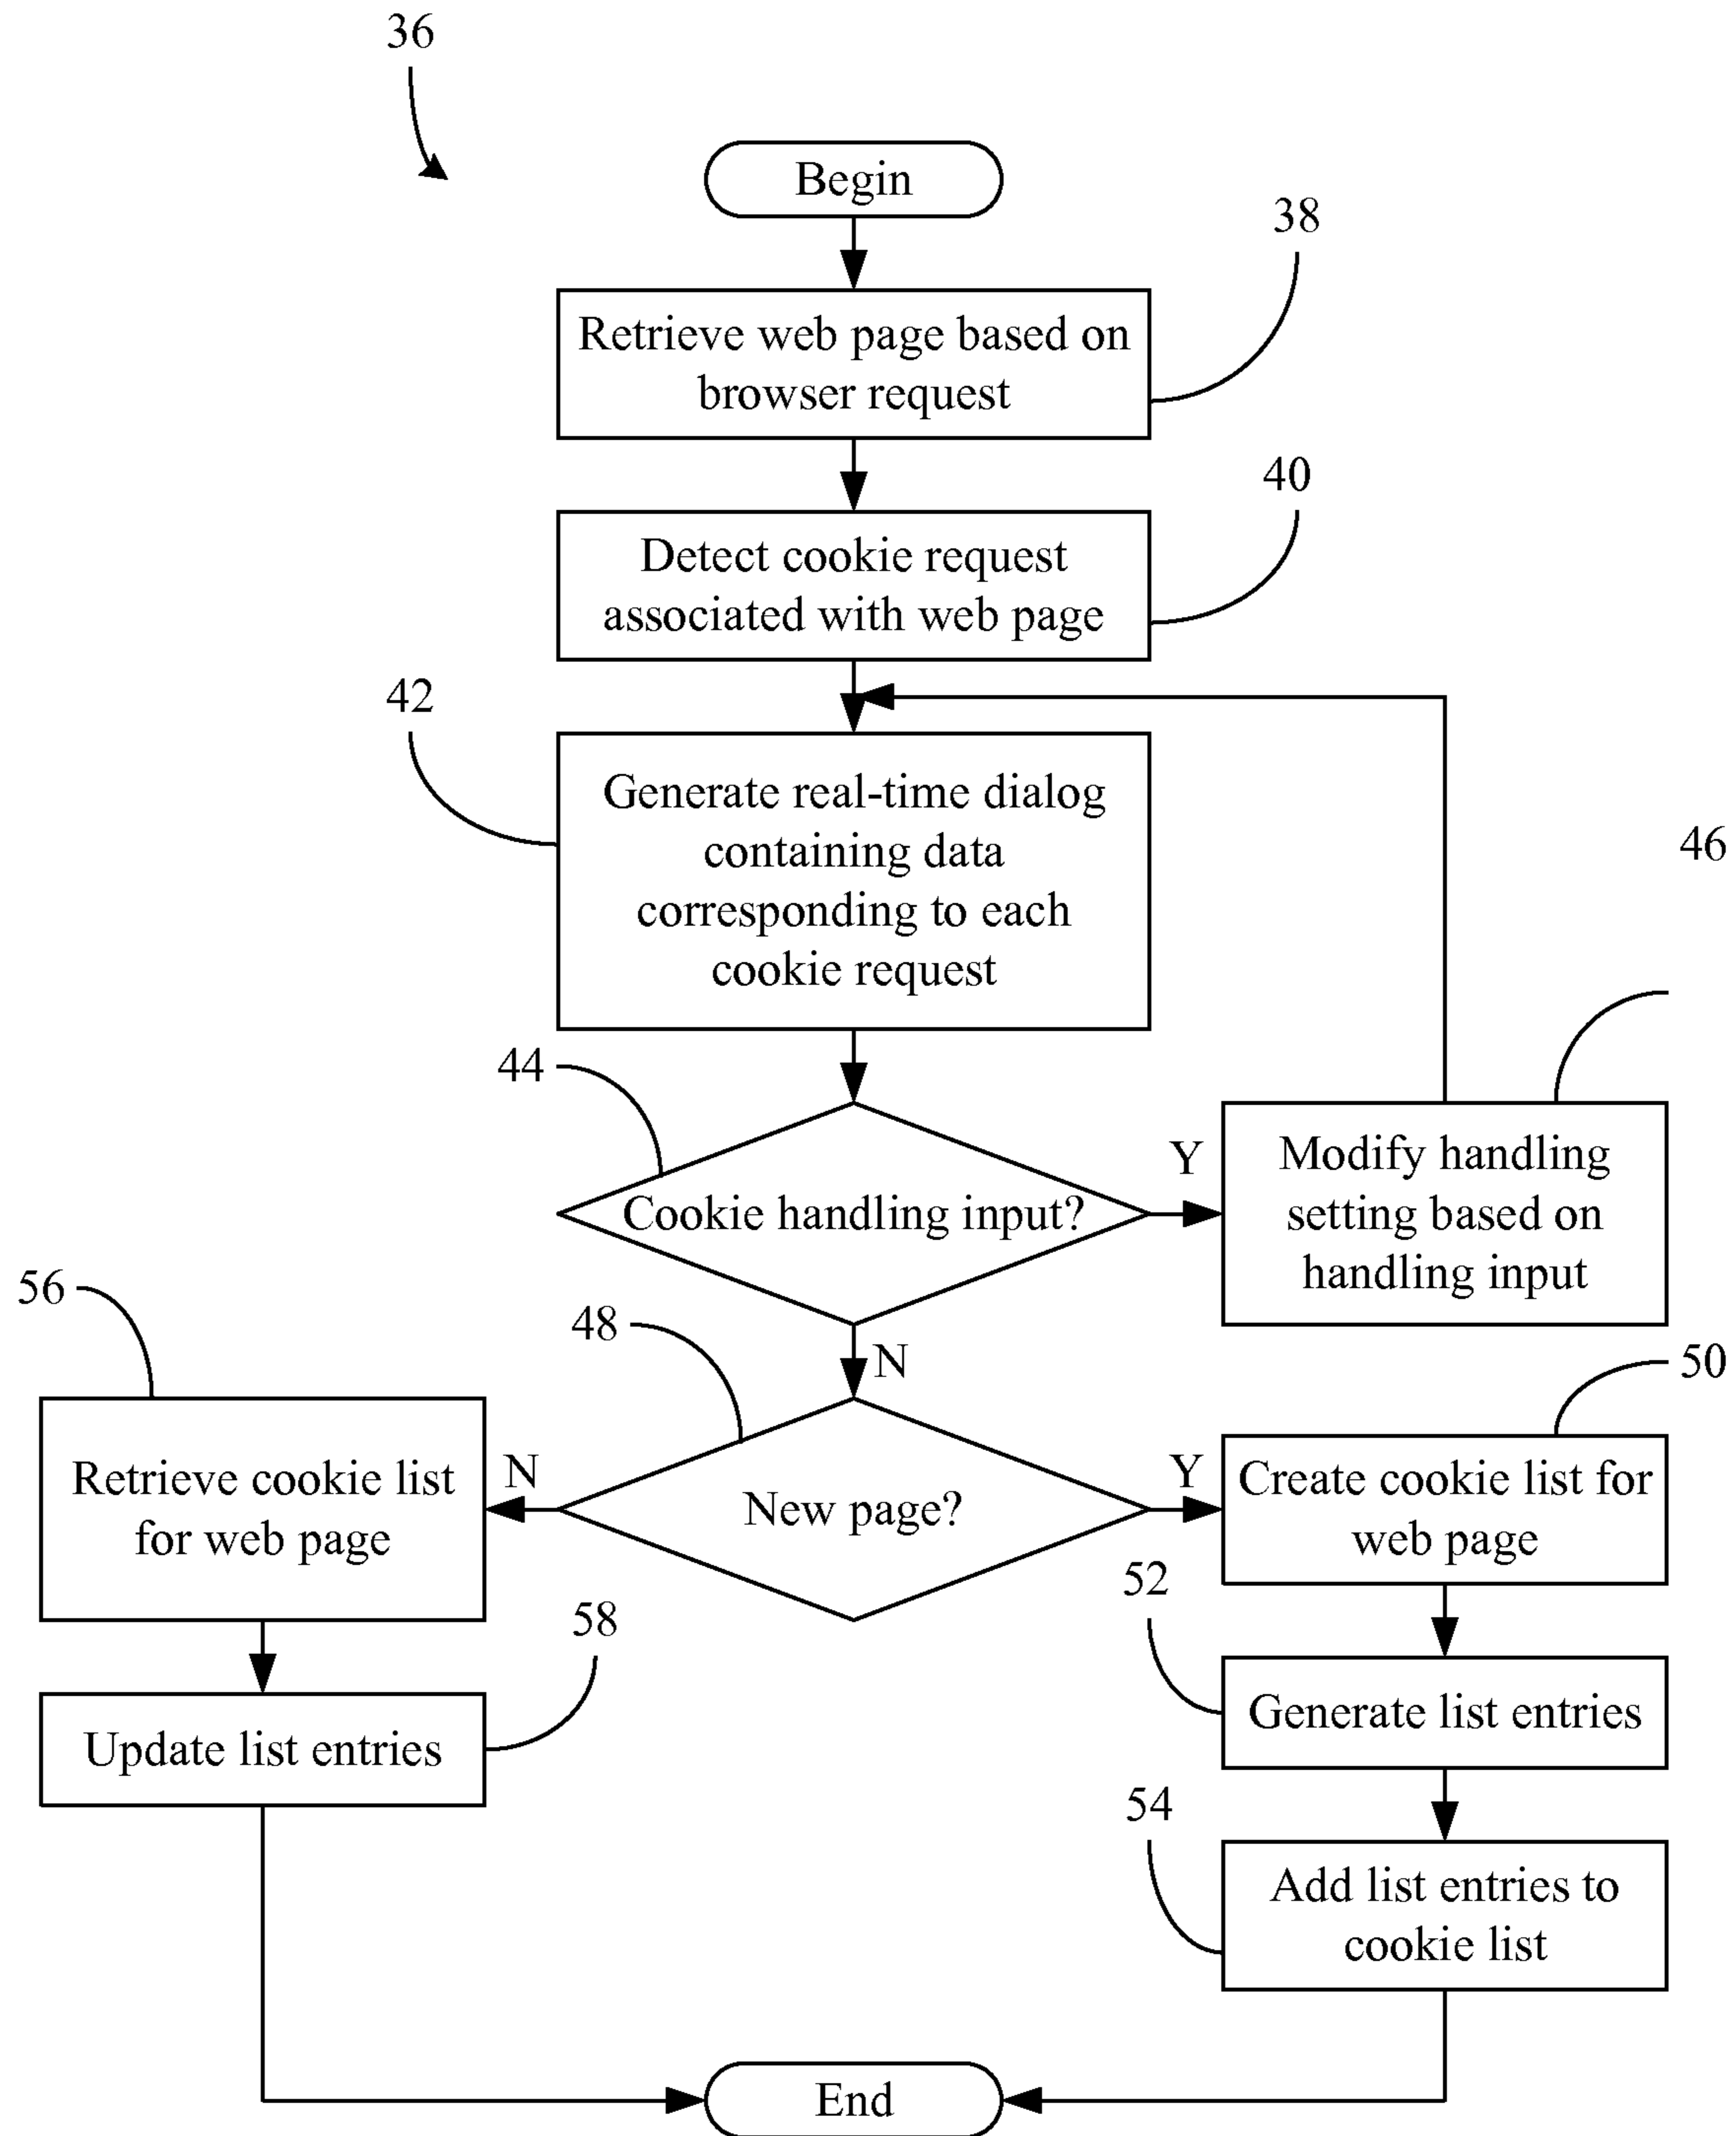 36
Begin
38
Retrieve web page based on
browser request
40
Detect cookie request
associated with web page
42
Generate real-time dialog
containing data
corresponding to each
cookie request
46
44
Cookie handling input?
Y
Modify handling
setting based on
handling input
N
56
48
50
Retrieve cookie list
for web page
N
New page?
Y
Create cookie list for
web page
52
58
Generate list entries
Update list entries
54
Add list entries to
cookie list
End